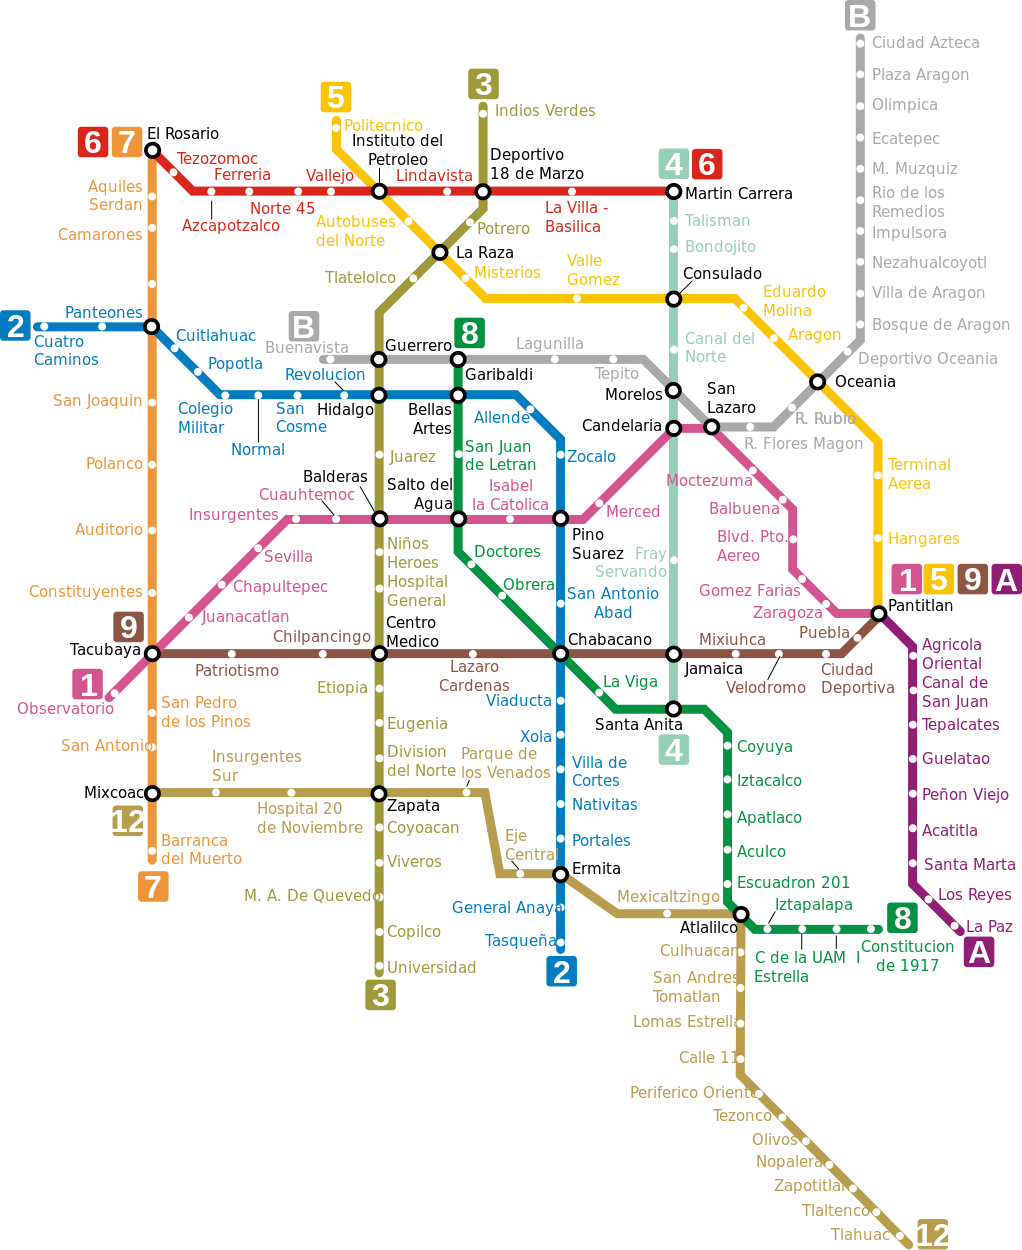 B
Ciudad Azteca
Plaza Aragon
Olimpica
Ecatepec
M. Muzquiz
Rio de los
Remedios
Impulsora
Nezahualcoyotl
Villa de Aragon
Bosque de Aragon
Deportivo Oceania
Oceania
R. Rubio
R. Flores Magon
3
Indios Verdes
5
Politecnico
Instituto del
Petroleo
Deportivo
18 de Marzo
6 7
El Rosario
Tezozomoc
Ferreria
Vallejo
Lindavista
Norte 45
Azcapotzalco
La Villa -
Basilica
4 6
Martin Carrera
Talisman
Bondojito
Consulado
Canal del
Norte
Aquiles
Serdan
Camarones
Autobuses
del Norte
Potrero
La Raza
Tlatelolco
Misterios
Valle
Gomez
Eduardo
Molina
Aragon
Terminal
Aerea
Hangares
2
Panteones
Cuatro
Caminos
Cuitlahuac
Popotla
Colegio
Militar
Normal
San
Cosme
Revolucion
Hidalgo
B
Buenavista
Guerrero
8
Garibaldi
Lagunilla
Tepito
Morelos
San
Lazaro
Candelaria
Bellas
Artes
Allende
Zocalo
San Joaquin
Polanco
Auditorio
Constituyentes
Juarez
San Juan
de Letran
Balderas
Cuauhtemoc
Insurgentes
Salto del
Agua
Isabel
la Catolica
Merced
Pino
Suarez
Moctezuma
Balbuena
Blvd. Pto.
Aereo
Gomez Farias
Zaragoza
1 5 9 A
Pantitlan
Sevilla
Chapultepec
Juanacatlan
Niños
Heroes
Hospital
General
Doctores
Obrera
Fray
Servando
San Antonio
Abad
9
Tacubaya
1
Observatorio
Patriotismo
Chilpancingo
Centro
Medico
Lazaro
Cardenas
Chabacano
Jamaica
Mixiuhca
Velodromo
Puebla
Ciudad
Deportiva
Agricola
Oriental
Canal de
San Juan
Tepalcates
Guelatao
Peñon Viejo
Acatitla
Santa Marta
Los Reyes
La Paz
A
San Pedro
de los Pinos
San Antonio
Mixcoac
12
Barranca
del Muerto
7
Insurgentes
Sur
Hospital 20
de Noviembre
Etiopia
Eugenia
Division
del Norte
Zapata
Coyoacan
Viveros
M. A. De Quevedo
Copilco
Universidad
3
Parque de
los Venados
Eje
Central
Ermita
Viaducta
Xola
Villa de
Cortes
Nativitas
Portales
General Anaya
Tasqueña
2
La Viga
Santa Anita
4
Coyuya
Iztacalco
Apatlaco
Aculco
Escuadron 201
Mexicaltzingo
Atlalilco
Iztapalapa
C de la
Estrella
UAM I
8
Constitucion
de 1917
Culhuacan
San Andres
Tomatlan
Lomas Estrella
Calle 11
Periferico Oriente
Tezonco
Olivos
Nopalera
Zapotitlan
Tlaltenco
Tlahuac
12